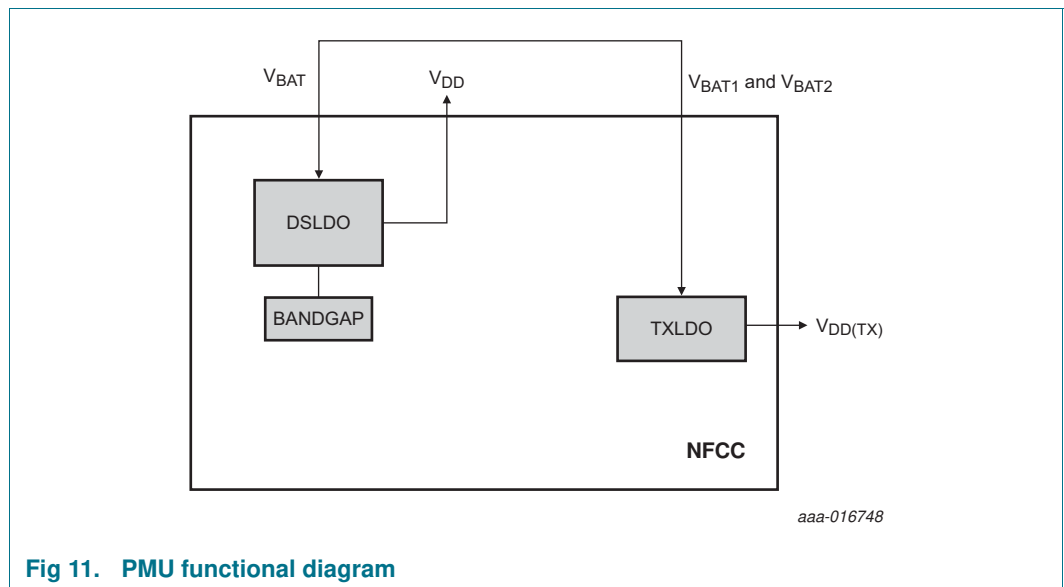 VBAT
VDD
VBAT1 and VBAT2
DSLDO
BANDGAP
TXLDO
VDD(TX)
NFCC
aaa-016748
Fig 11. PMU functional diagram